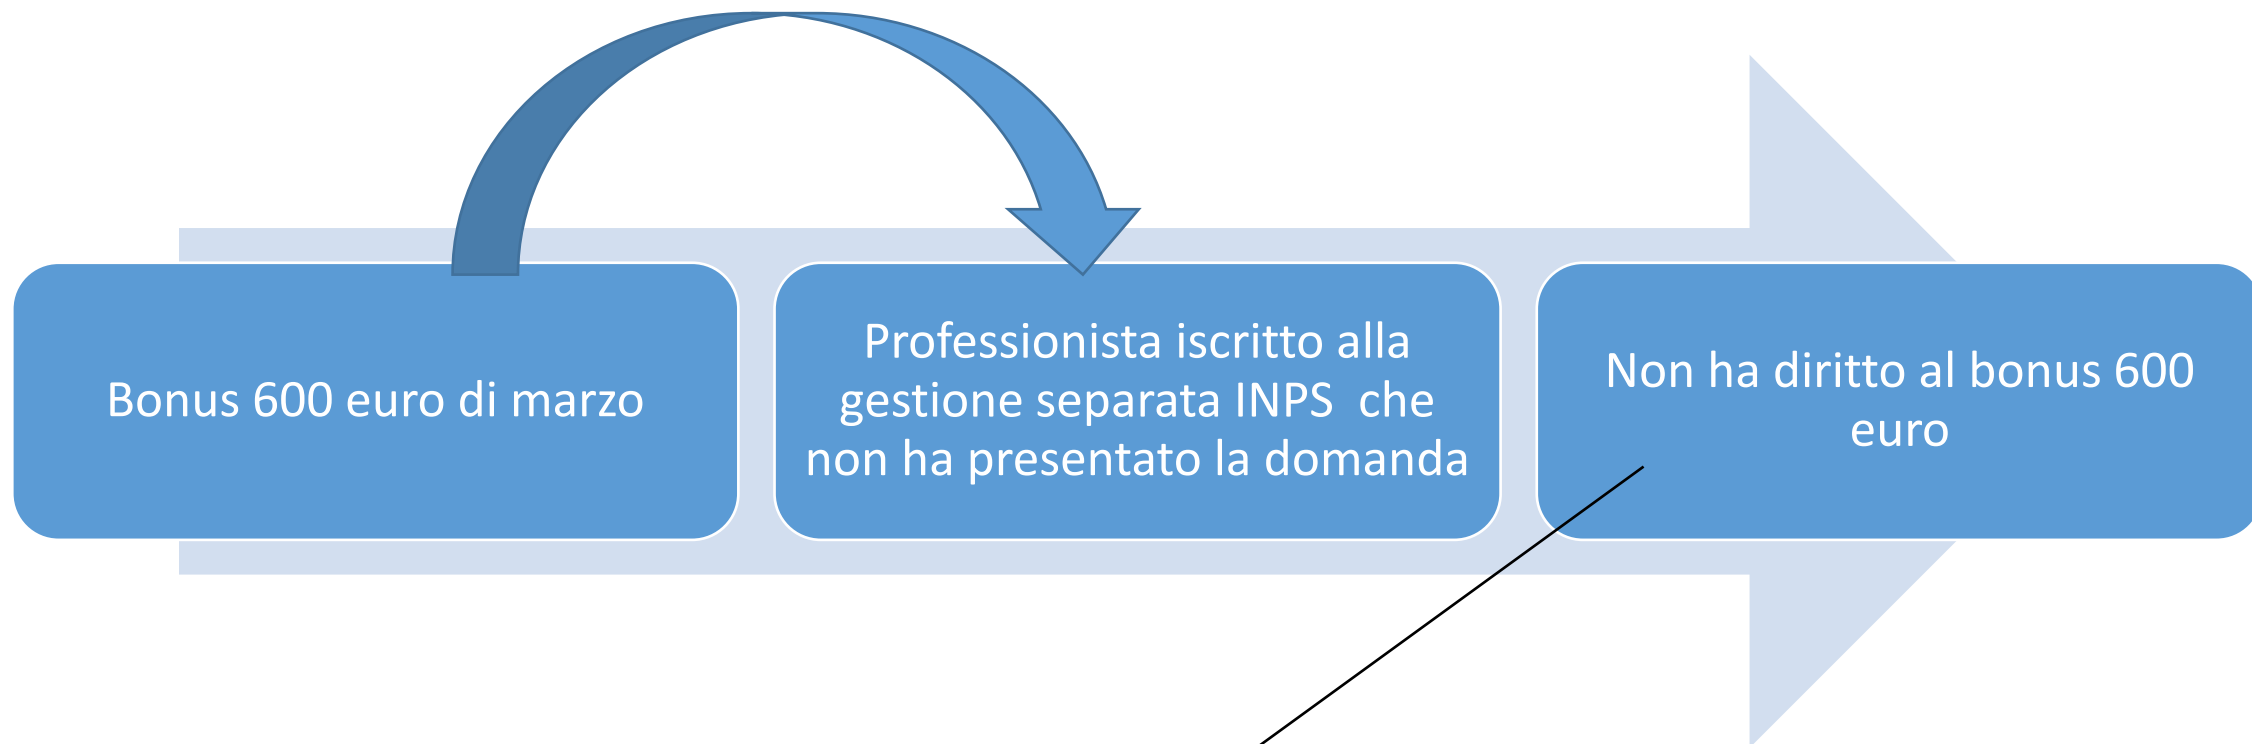 Bonus 600 euro di marzo
Professionista iscritto alla
gestione separata INPS  che
non ha presentato la domanda
Non ha diritto al bonus 600
euro